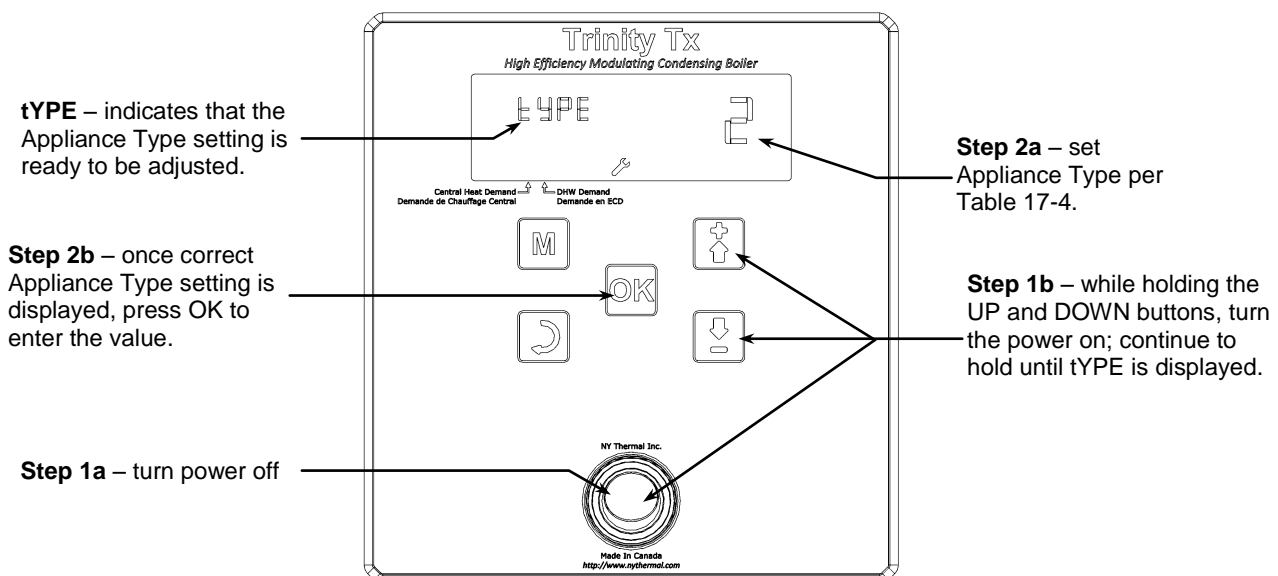 Trinity Tx
High Efficiency Modulating Condensing Boiler
tYPE – indicates that the
Appliance Type setting is
ready to be adjusted.
tYPE 2
Step 2a – set
Appliance Type per
Table 17-4.
Central Heat Demand
Demande de Chauffage Central
DHW Demand
Demande en ECD
Step 2b – once correct
Appliance Type setting is
displayed, press OK to
enter the value.
M
OK
Step 1b – while holding the
UP and DOWN buttons, turn
the power on; continue to
hold until tYPE is displayed.
Step 1a – turn power off
NY Thermal Inc.
Made In Canada
http://www.nythermal.com